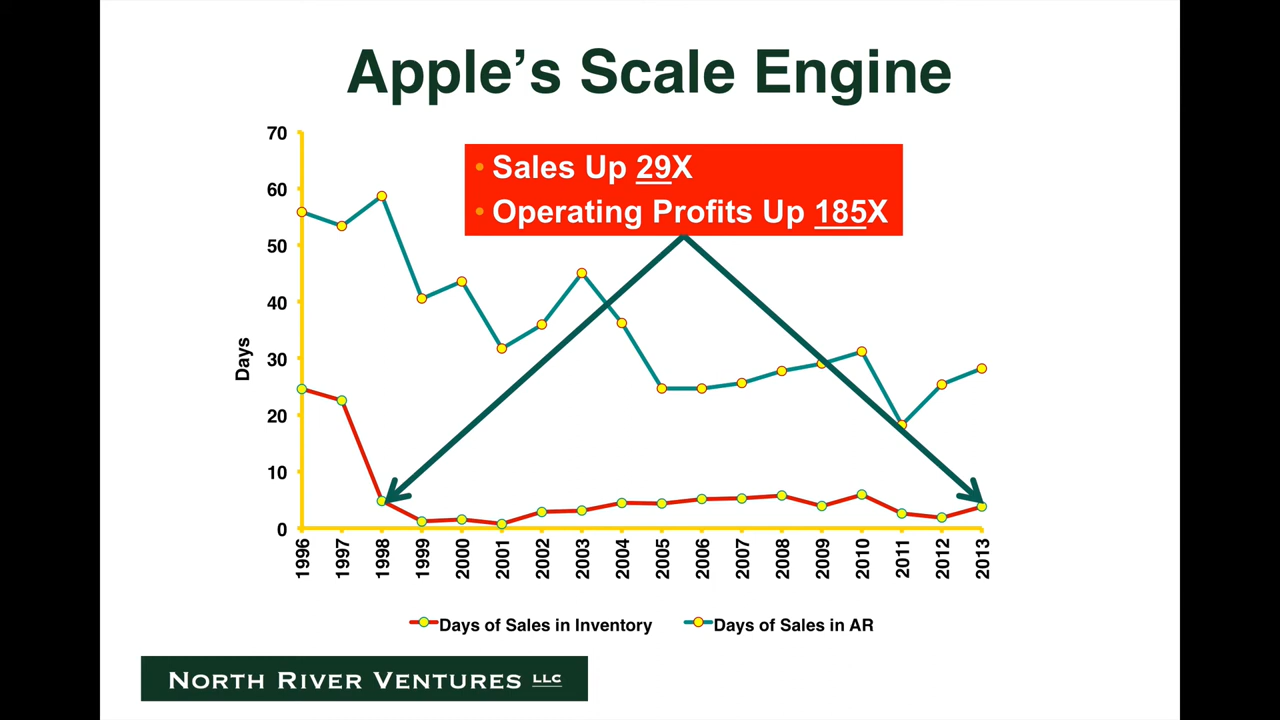 Apple’s Scale Engine
70
• Sales Up 29X
• Operating Profits Up 185X
60
50
40
30
Days
20
10
0
1996 1997 1998 1999 2000 2001 2002 2003 2004 2005 2006 2007 2008 2009 2010 2011 2012 2013
Days of Sales in Inventory Days of Sales in AR
NORTH RIVER VENTURES LLC